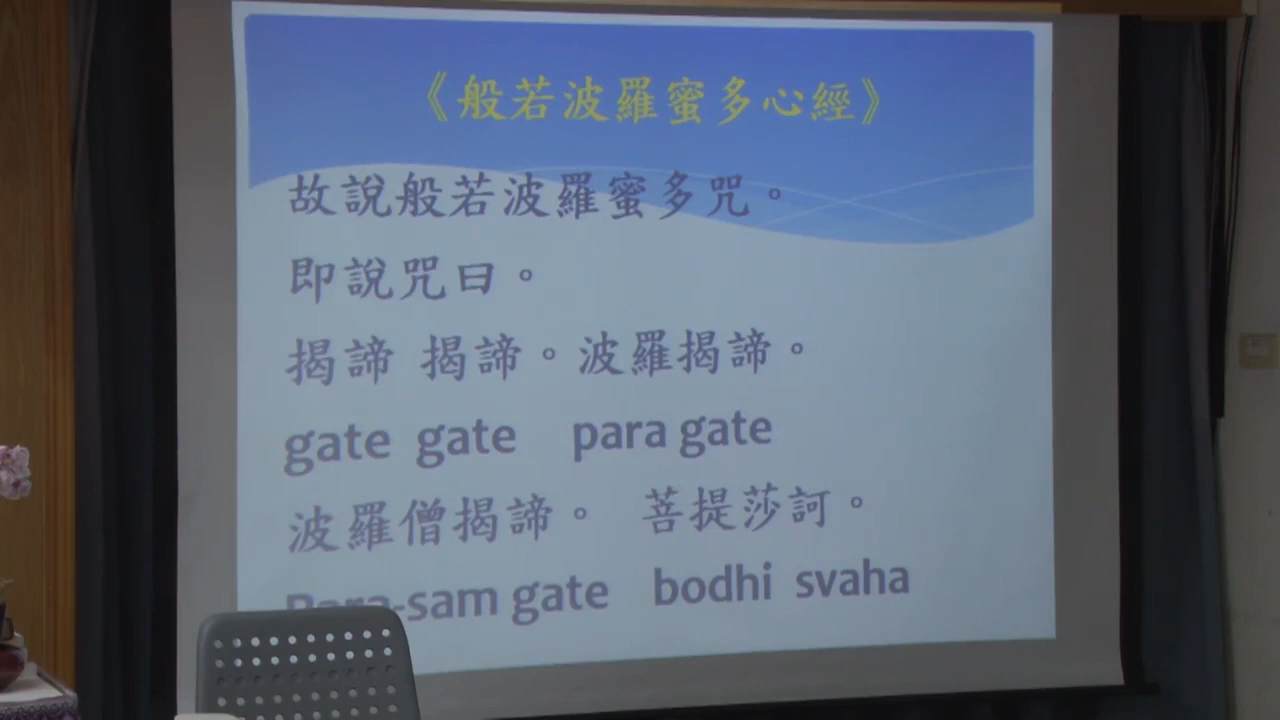 《般若波羅蜜多心經》
故說般若波羅蜜多咒。
即說咒曰。
揭諦 揭諦。波羅揭諦。
gate gate para gate
波羅僧揭諦。 菩提莎訶。
Para-sam gate bodhi svaha